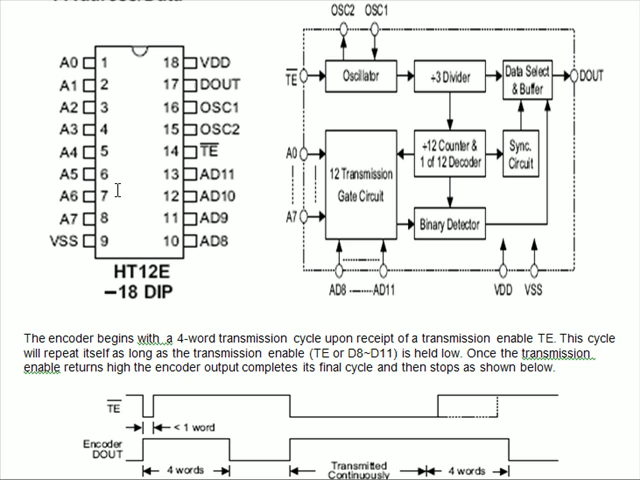 A0 1 18 VDD
A1 2 17 DOUT
A2 3 16 OSC1
A3 4 15 OSC2
A4 5 14 TE
A5 6 13 AD11
A6 7 12 AD10
A7 8 11 AD9
VSS 9 10 AD8
HT12E
–18 DIP
OSC2 OSC1
TE Oscillator ÷3 Divider Data Select & Buffer DOUT
A0 12 Transmission Gate Circuit ÷12 Counter & 1 of 12 Decoder Sync. Circuit
A7 Binary Detector
AD8 AD11 VDD VSS
The encoder begins with a 4-word transmission cycle upon receipt of a transmission enable TE. This cycle
will repeat itself as long as the transmission enable (TE or D8~D11) is held low. Once the transmission
enable returns high the encoder output completes its final cycle and then stops as shown below.
TE
< 1 word
Encoder
DOUT
4 words Transmitted Continuously 4 words